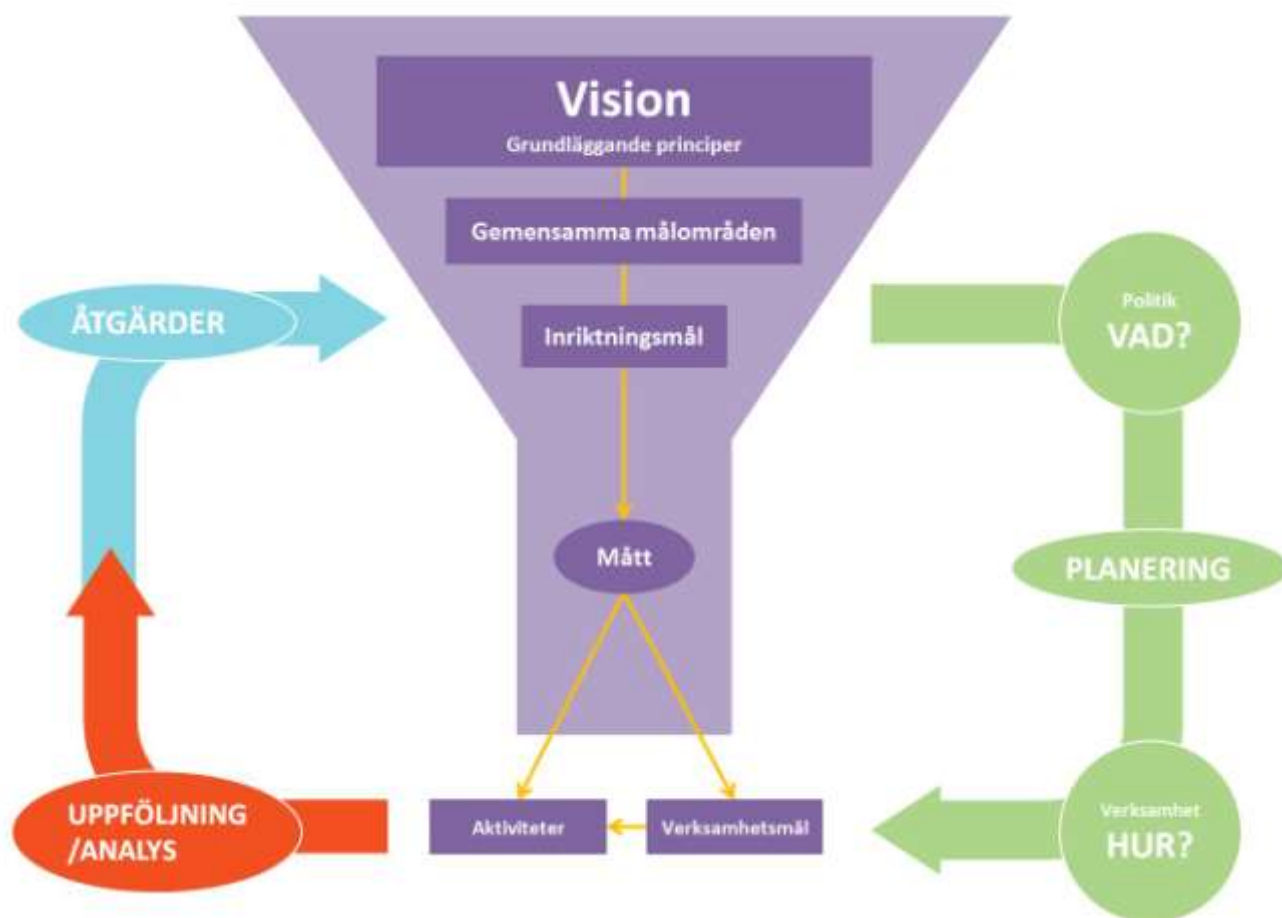 Vision
Grundläggande principer
Gemensamma målområden
Inriktningsmål
Mått
Aktiviteter
Verksamhetsmål
ÅTGÄRDER
UPPFÖLJNING
/ANALYS
Politik
VAD?
PLANERING
Verksamhet
HUR?